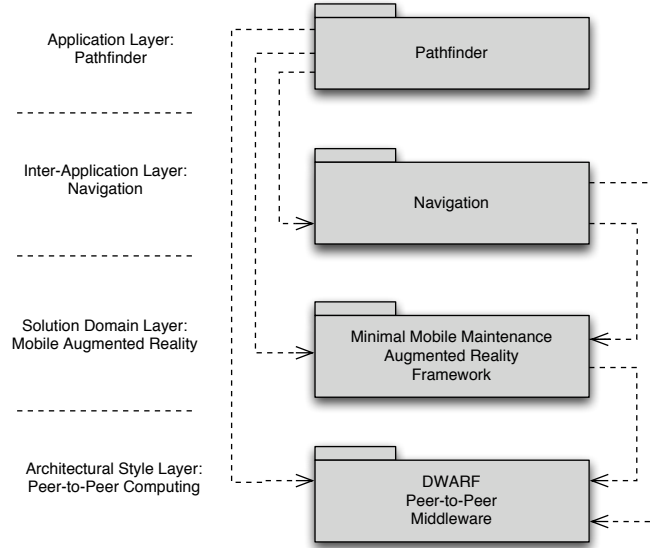 Application Layer:
Pathfinder
Pathfinder
Inter-Application Layer:
Navigation
Navigation
Solution Domain Layer:
Mobile Augmented Reality
Minimal Mobile Maintenance
Augmented Reality
Framework
Architectural Style Layer:
Peer-to-Peer Computing
DWARF
Peer-to-Peer
Middleware